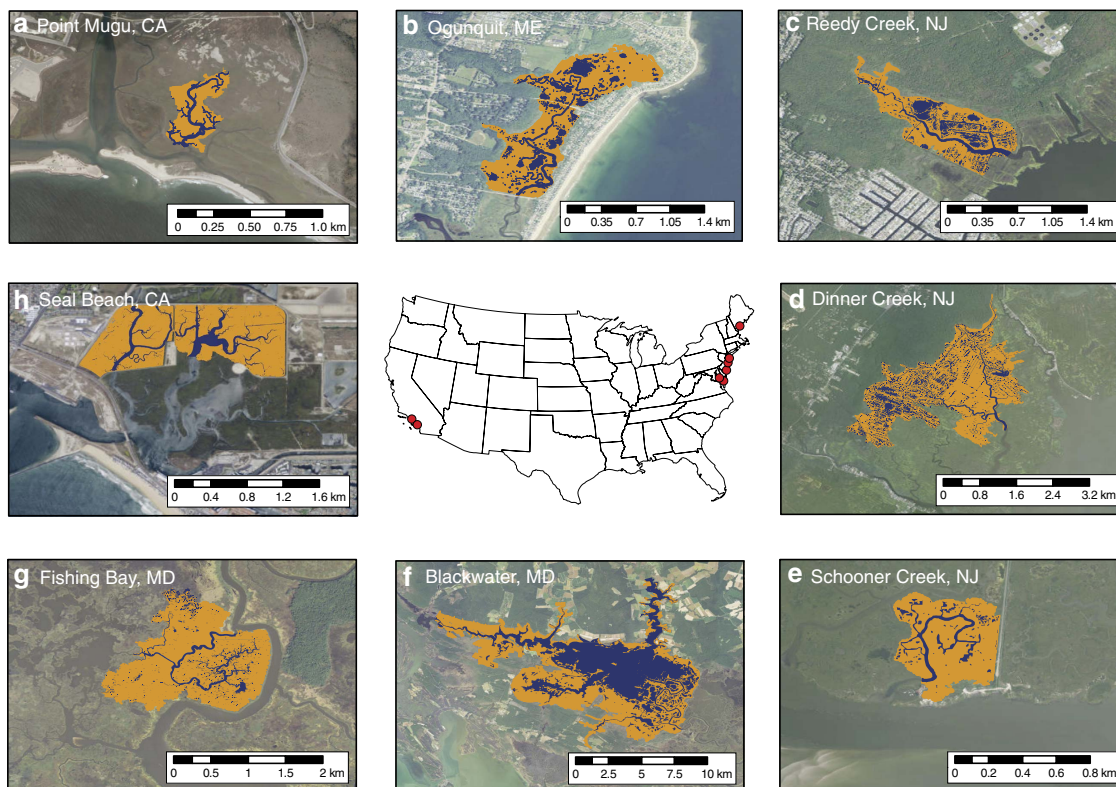 a Point Mugu, CA
0 0.25 0.50 0.75 1.0 km
b Ogunquit, ME
0 0.35 0.7 1.05 1.4 km
c Reedy Creek, NJ
0 0.35 0.7 1.05 1.4 km
h Seal Beach, CA
0 0.4 0.8 1.2 1.6 km
d Dinner Creek, NJ
0 0.8 1.6 2.4 3.2 km
g Fishing Bay, MD
0 0.5 1 1.5 2 km
f Blackwater, MD
0 2.5 5 7.5 10 km
e Schooner Creek, NJ
0 0.2 0.4 0.6 0.8 km